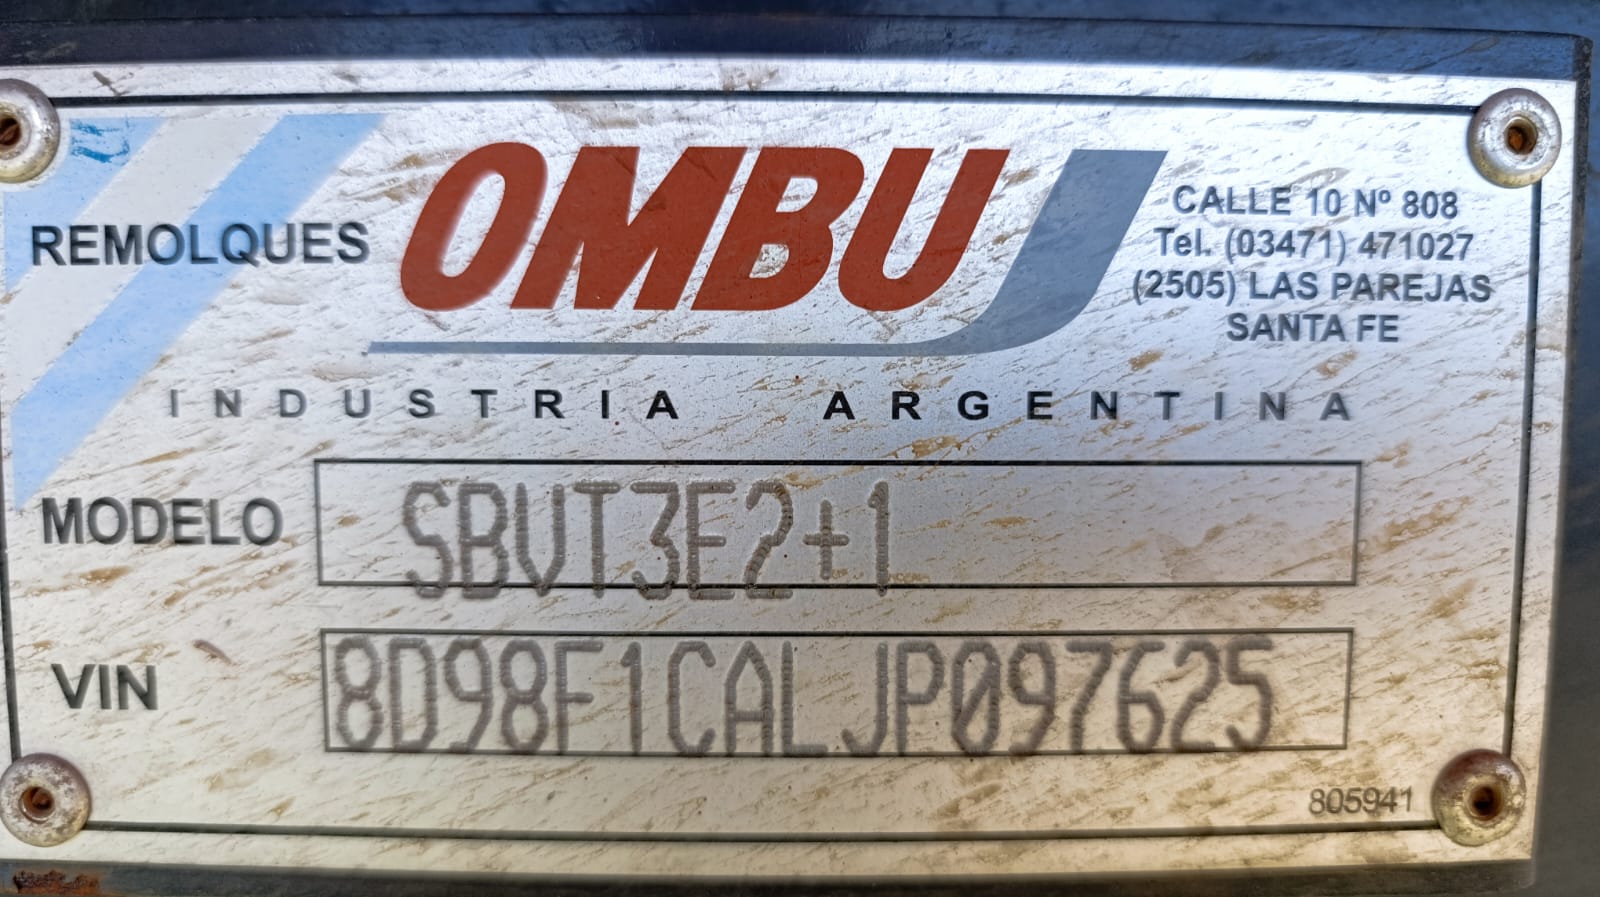 REMOLQUES OMBU
CALLE 10 Nº 808
Tel. (03471) 471027
(2505) LAS PAREJAS
SANTA FE
INDUSTRIA ARGENTINA
MODELO SBVT3E2+1
VIN 8D98F1CALJP097625
805941